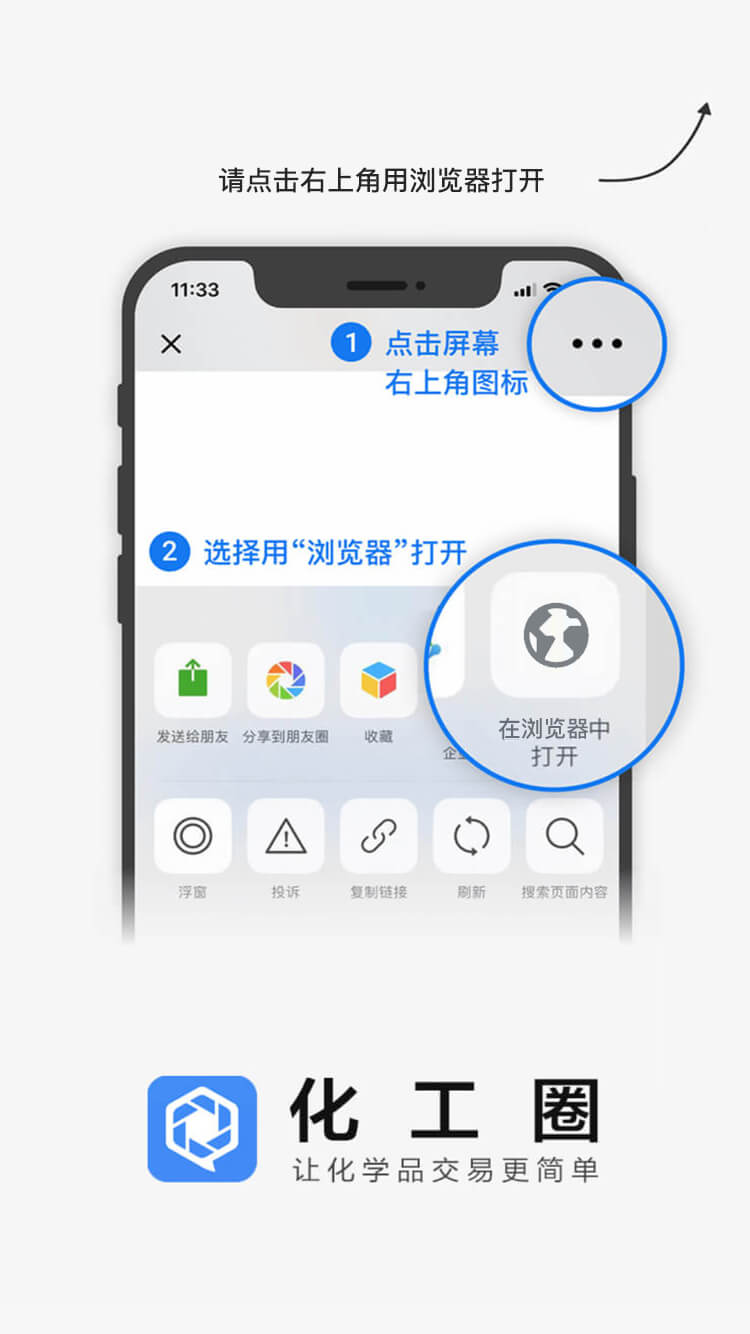 请点击右上角用浏览器打开
11:33
1 点击屏幕
右上角图标
2 选择用“浏览器”打开
在浏览器中
打开
发送给朋友 分享到朋友圈 收藏
浮窗 投诉 复制链接 刷新 搜索页面内容
化工圈
让化学品交易更简单